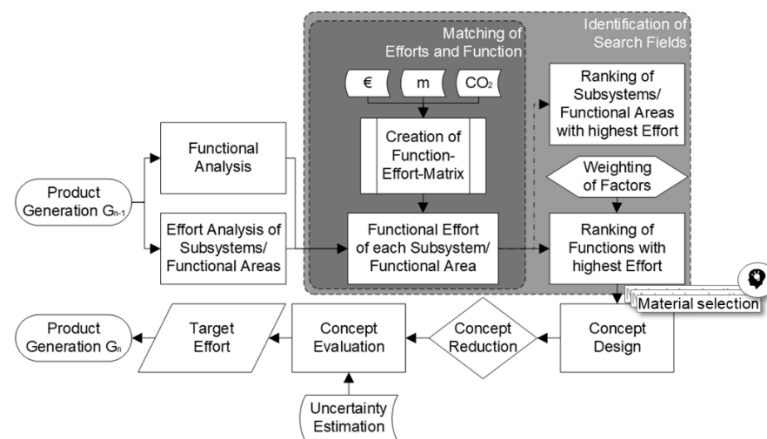 Matching of
Efforts and Function
Identification of
Search Fields
€
m
CO₂
Ranking of
Subsystems/
Functional Areas
with highest Effort
Functional
Analysis
Creation of
Function-
Effort-Matrix
Weighting
of Factors
Product
Generation Gₙ₋₁
Effort Analysis of
Subsystems/
Functional Areas
Functional Effort
of each Subsystem/
Functional Area
Ranking of
Functions with
highest Effort
Material selection
Product
Generation Gₙ
Target
Effort
Concept
Evaluation
Concept
Reduction
Concept
Design
Uncertainty
Estimation